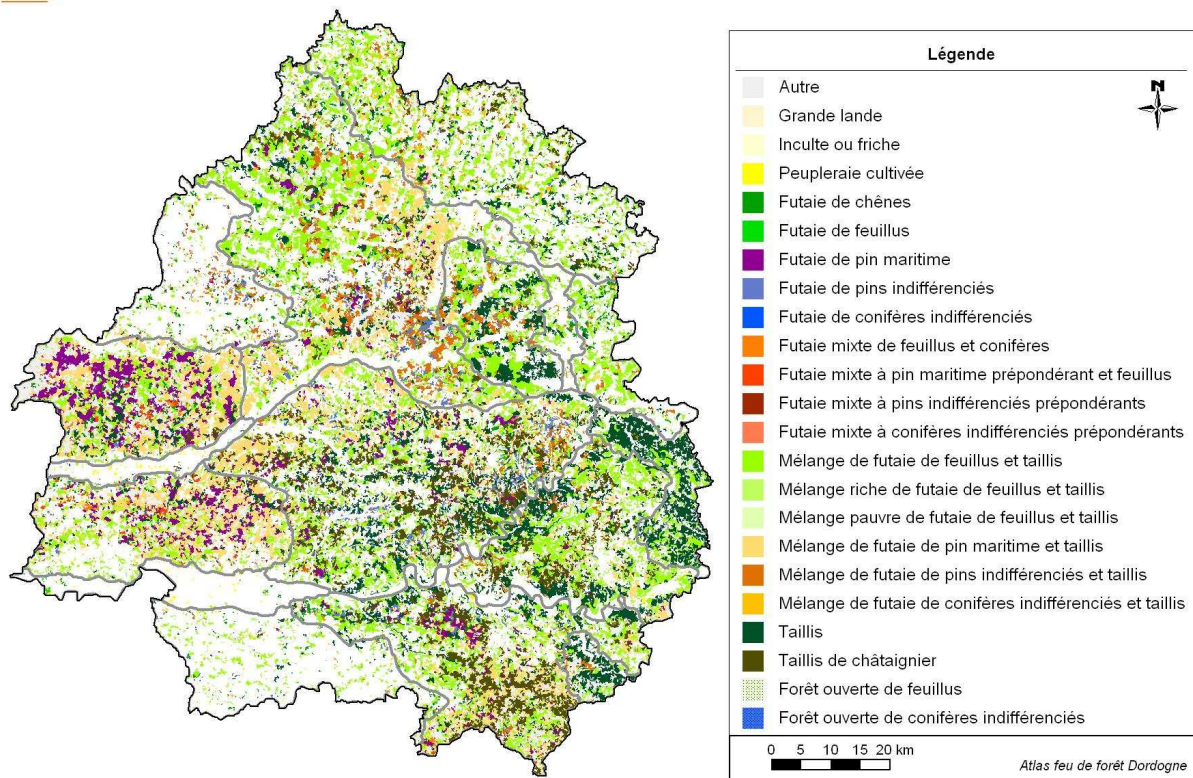 Légende
N
Autre
Grande lande
Inculte ou friche
Peupleraie cultivée
Futaie de chênes
Futaie de feuillus
Futaie de pin maritime
Futaie de pins indifférenciés
Futaie de conifères indifférenciés
Futaie mixte de feuillus et conifères
Futaie mixte à pin maritime prépondérant et feuillus
Futaie mixte à pins indifférenciés prépondérants
Futaie mixte à conifères indifférenciés prépondérants
Mélange de futaie de feuillus et taillis
Mélange riche de futaie de feuillus et taillis
Mélange pauvre de futaie de feuillus et taillis
Mélange de futaie de pin maritime et taillis
Mélange de futaie de pins indifférenciés et taillis
Mélange de futaie de conifères indifférenciés et taillis
Taillis
Taillis de châtaignier
Forêt ouverte de feuillus
Forêt ouverte de conifères indifférenciés
0 5 10 15 20 km
Atlas feu de forêt Dordogne